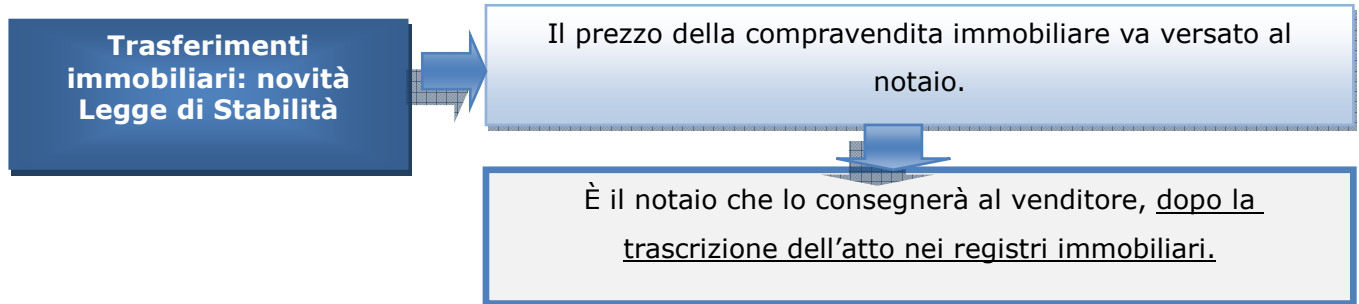 Trasferimenti
immobiliari: novità
Legge di Stabilità
Il prezzo della compravendita immobiliare va versato al
notaio.
È il notaio che lo consegnerà al venditore, dopo la
trascrizione dell’atto nei registri immobiliari.